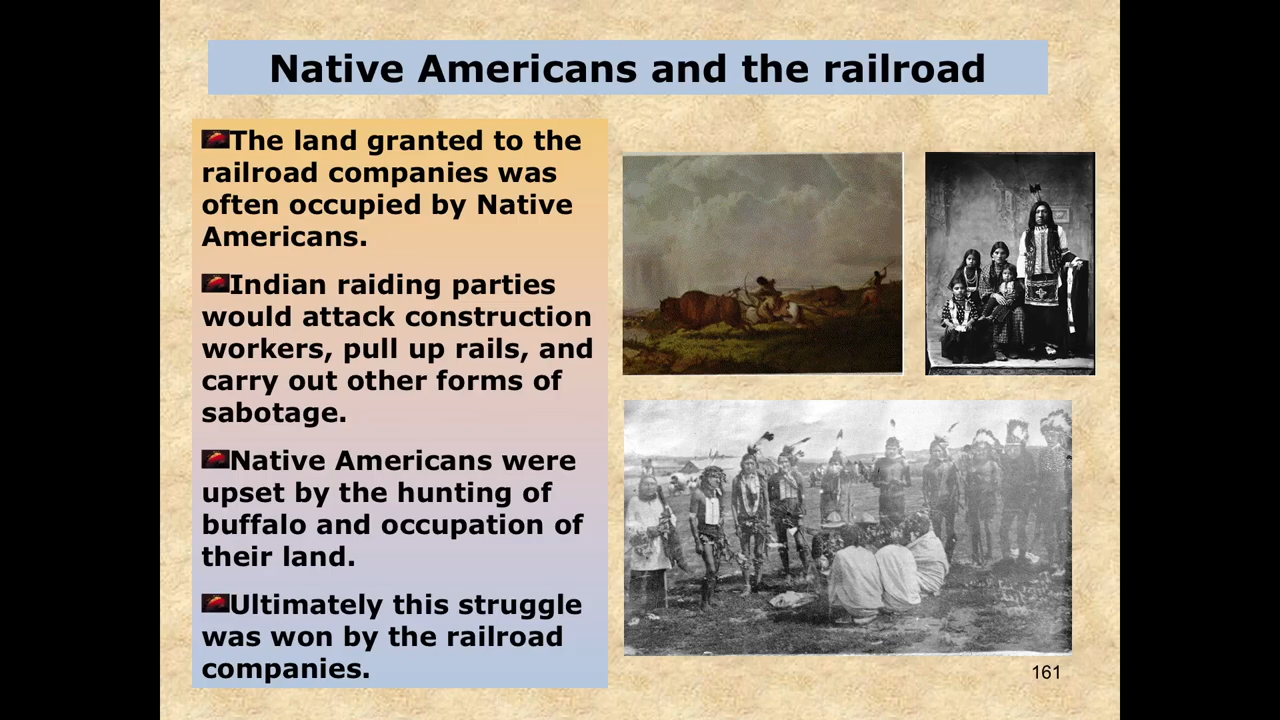 Native Americans and the railroad
The land granted to the
railroad companies was
often occupied by Native
Americans.
Indian raiding parties
would attack construction
workers, pull up rails, and
carry out other forms of
sabotage.
Native Americans were
upset by the hunting of
buffalo and occupation of
their land.
Ultimately this struggle
was won by the railroad
companies.
161